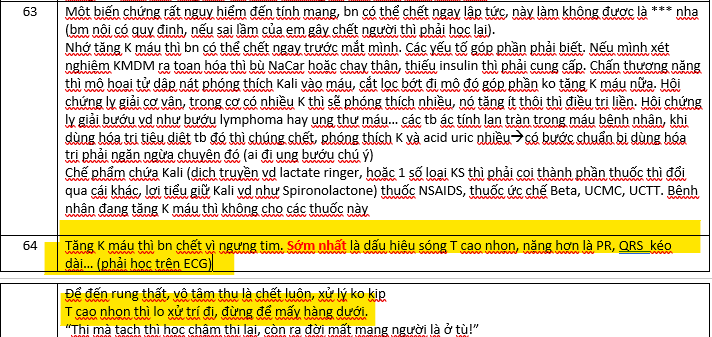 63
Một biến chứng rất nguy hiểm đến tính mạng, bn có thể chết ngay lập tức, này làm không được là *** nha
(bm nội có quy định, nếu sai lầm của em gây chết người thì phải học lại).
Nhớ tăng K máu thì bn có thể chết ngay trước mắt mình. Các yếu tố góp phần phải biết. Nếu mình xét
nghiệm KMDM ra toan hóa thì bù NaCar hoặc chạy thận, thiếu insulin thì phải cung cấp. Chấn thương nặng
thì mô hoại tử dập nát phóng thích Kali vào máu, cắt lọc bớt đi mô đó góp phần ko tăng K máu nữa. Hội
chứng ly giải cơ vân, trong cơ có nhiều K thì sẽ phóng thích nhiều, nó tăng ít thôi thì điều trị liền. Hội chứng
ly giải bướu vd như bướu lymphoma hay ung thư máu... các tb ác tính lan tràn trong máu bệnh nhân, khi
dùng hóa trị tiêu diệt tb đó thì chúng chết, phóng thích K và acid uric nhiều→có bước chuẩn bị dùng hóa
trị phải ngăn ngừa chuyện đó (ai đi ung bướu chú ý)
Chế phẩm chứa Kali (dịch truyền vd lactate ringer, hoặc 1 số loại KS thì phải coi thành phần thuốc thì đổi
qua cái khác, lợi tiểu giữ Kali vd như Spironolactone) thuốc NSAIDS, thuốc ức chế Beta, UCMC, UCTT. Bệnh
nhân đang tăng K máu thì không cho các thuốc này
64
Tăng K máu thì bn chết vì ngưng tim. Sớm nhất là dấu hiệu sóng T cao nhọn, nặng hơn là PR, QRS kéo
dài... (phải học trên ECG)
Để đến rung thất, vô tâm thu là chết luôn, xử lý ko kịp
T cao nhọn thì lo xử trí đi, đừng để mấy hàng dưới.
“Thi mà tạch thì học chậm thi lại, còn ra đời mất mạng người là ở tù!”